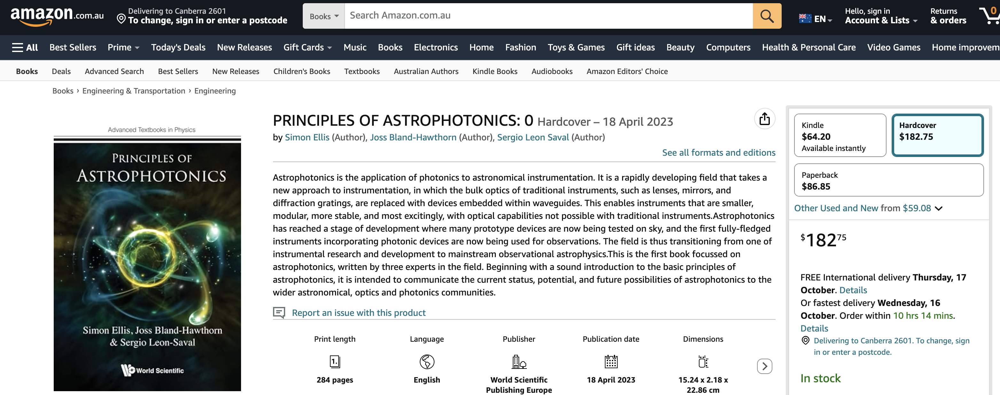 amazon.com.au
Delivering to Canberra 2601
To change, sign in or enter a postcode
Books
Search Amazon.com.au
EN
Hello, sign in
Account & Lists
Returns
& orders
0
All
Best Sellers
Prime
Today's Deals
New Releases
Gift Cards
Music
Books
Electronics
Home
Fashion
Toys & Games
Gift ideas
Beauty
Computers
Health & Personal Care
Video Games
Home improvem
Books
Deals
Advanced Search
Best Sellers
New Releases
Children's Books
Textbooks
Australian Authors
Kindle Books
Audiobooks
Amazon Editors' Choice
Books › Engineering & Transportation › Engineering
Advanced Textbooks in Physics
PRINCIPLES OF
ASTROPHOTONICS
Simon Ellis, Joss Bland-Hawthorn
& Sergio Leon-Saval
World Scientific
PRINCIPLES OF ASTROPHOTONICS: 0 Hardcover – 18 April 2023
by Simon Ellis (Author), Joss Bland-Hawthorn (Author), Sergio Leon Saval (Author)
See all formats and editions
Astrophotonics is the application of photonics to astronomical instrumentation. It is a rapidly developing field that takes a
new approach to instrumentation, in which the bulk optics of traditional instruments, such as lenses, mirrors, and
diffraction gratings, are replaced with devices embedded within waveguides. This enables instruments that are smaller,
modular, more stable, and most excitingly, with optical capabilities not possible with traditional instruments.Astrophotonics
has reached a stage of development where many prototype devices are now being tested on sky, and the first fully-fledged
instruments incorporating photonic devices are now being used for observations. The field is thus transitioning from one of
instrumental research and development to mainstream observational astrophysics.This is the first book focussed on
astrophotonics, written by three experts in the field. Beginning with a sound introduction to the basic principles of
astrophotonics, it is intended to communicate the current status, potential, and future possibilities of astrophotonics to the
wider astronomical, optics and photonics communities.
Report an issue with this product
Print length
1.
284 pages
Language
English
Publisher
World Scientific
Publishing Europe
Publication date
18 April 2023
Dimensions
15.24 x 2.18 x
22.86 cm
Kindle
$64.20
Available instantly
Hardcover
$182.75
Paperback
$86.85
Other Used and New from $59.08
$182 75
FREE International delivery Thursday, 17
October. Details
Or fastest delivery Wednesday, 16
October. Order within 10 hrs 14 mins.
Details
Delivering to Canberra 2601. To change, sign
in or enter a postcode.
In stock